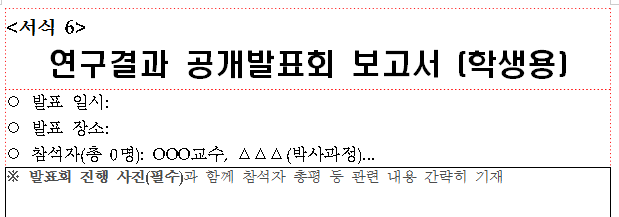 <서식 6>
연구결과 공개발표회 보고서 (학생용)
○ 발표 일시:
○ 발표 장소:
○ 참석자(총 0명): OOO교수, △△△(박사과정)...
※ 발표회 진행 사진(필수)과 함께 참석자 총평 등 관련 내용 간략히 기재